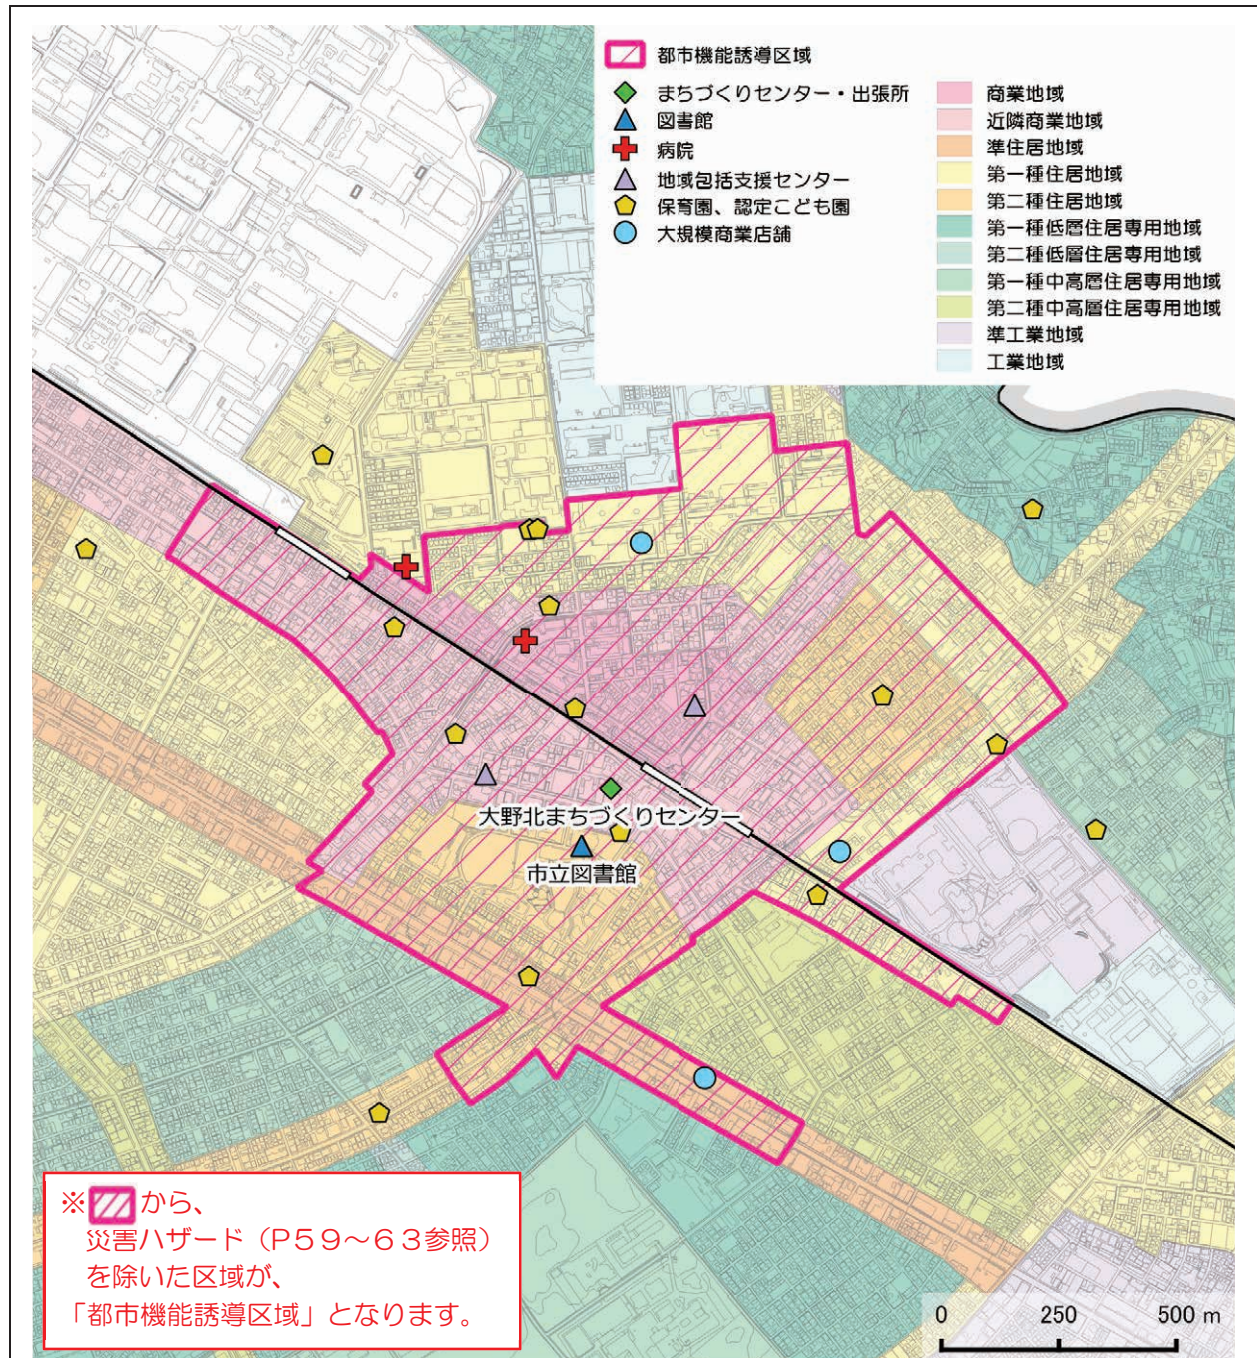 都市機能誘導区域
まちづくりセンター・出張所
図書館
病院
地域包括支援センター
保育園、認定こども園
大規模商業店舗
商業地域
近隣商業地域
準住居地域
第一種住居地域
第二種住居地域
第一種低層住居専用地域
第二種低層住居専用地域
第一種中高層住居専用地域
第二種中高層住居専用地域
準工業地域
工業地域
大野北まちづくりセンター
市立図書館
※から、
災害ハザード（P59～63参照）
を除いた区域が、
「都市機能誘導区域」となります。
0 250 500 m